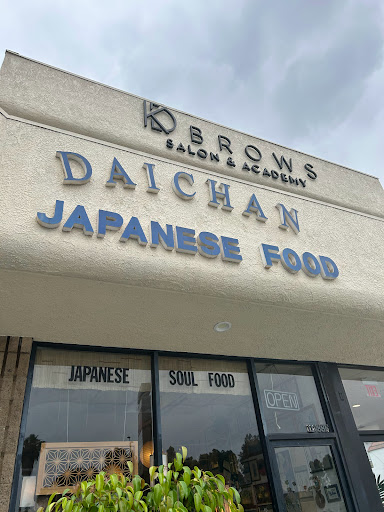 KD BROWS
SALON & ACADEMY
DAICHAN
JAPANESE FOOD
JAPANESE SOUL FOOD
OPEN